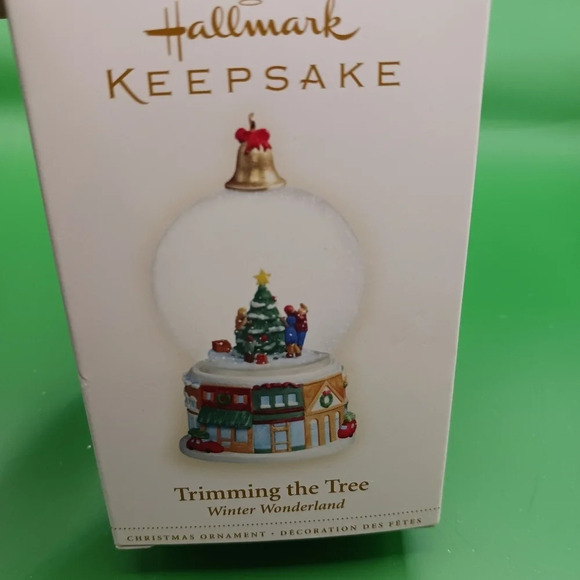 Hallmark
KEEPSAKE
Trimming the Tree
Winter Wonderland
CHRISTMAS ORNAMENT • DÉCORATION DES FÊTES